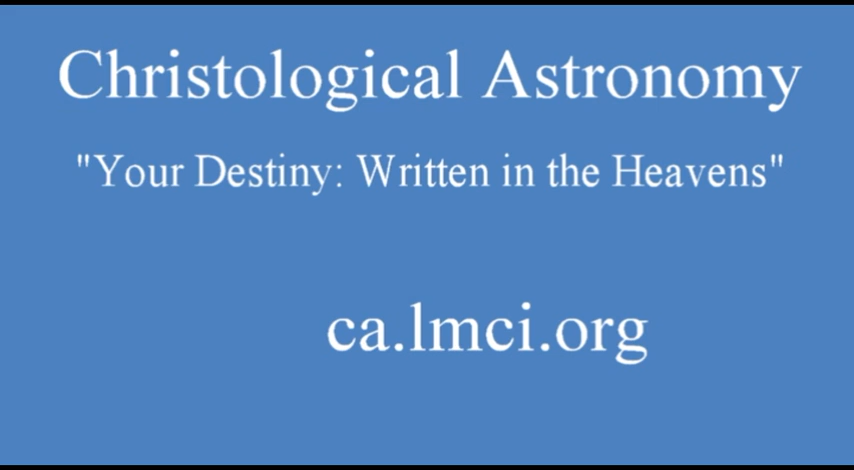 Christological Astronomy
"Your Destiny: Written in the Heavens"
ca.lmci.org